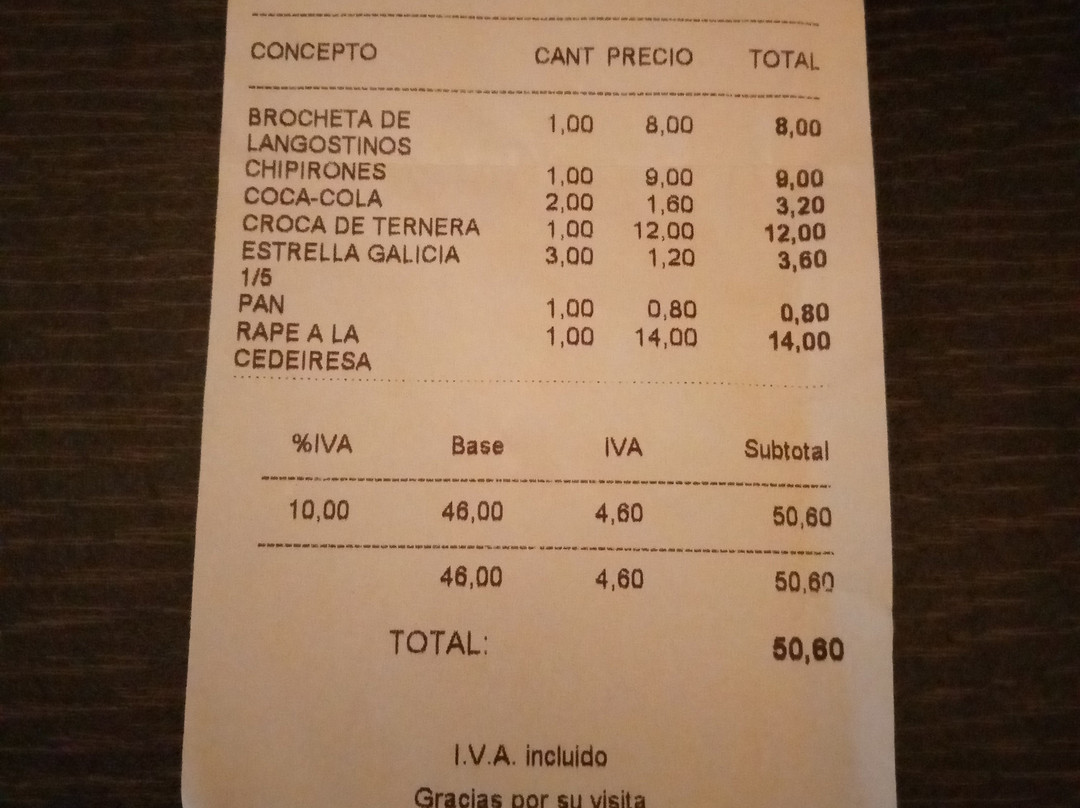 CONCEPTO CANT PRECIO TOTAL
BROCHETA DE 1,00 8,00 8,00
LANGOSTINOS
CHIPIRONES 1,00 9,00 9,00
COCA-COLA 2,00 1,60 3,20
CROCA DE TERNERA 1,00 12,00 12,00
ESTRELLA GALICIA 3,00 1,20 3,60
1/5
PAN 1,00 0,80 0,80
RAPE A LA 1,00 14,00 14,00
CEDEIRESA
%IVA Base IVA Subtotal
10,00 46,00 4,60 50,60
46,00 4,60 50,60
TOTAL: 50,60
I.V.A. incluido
Gracias por su visita